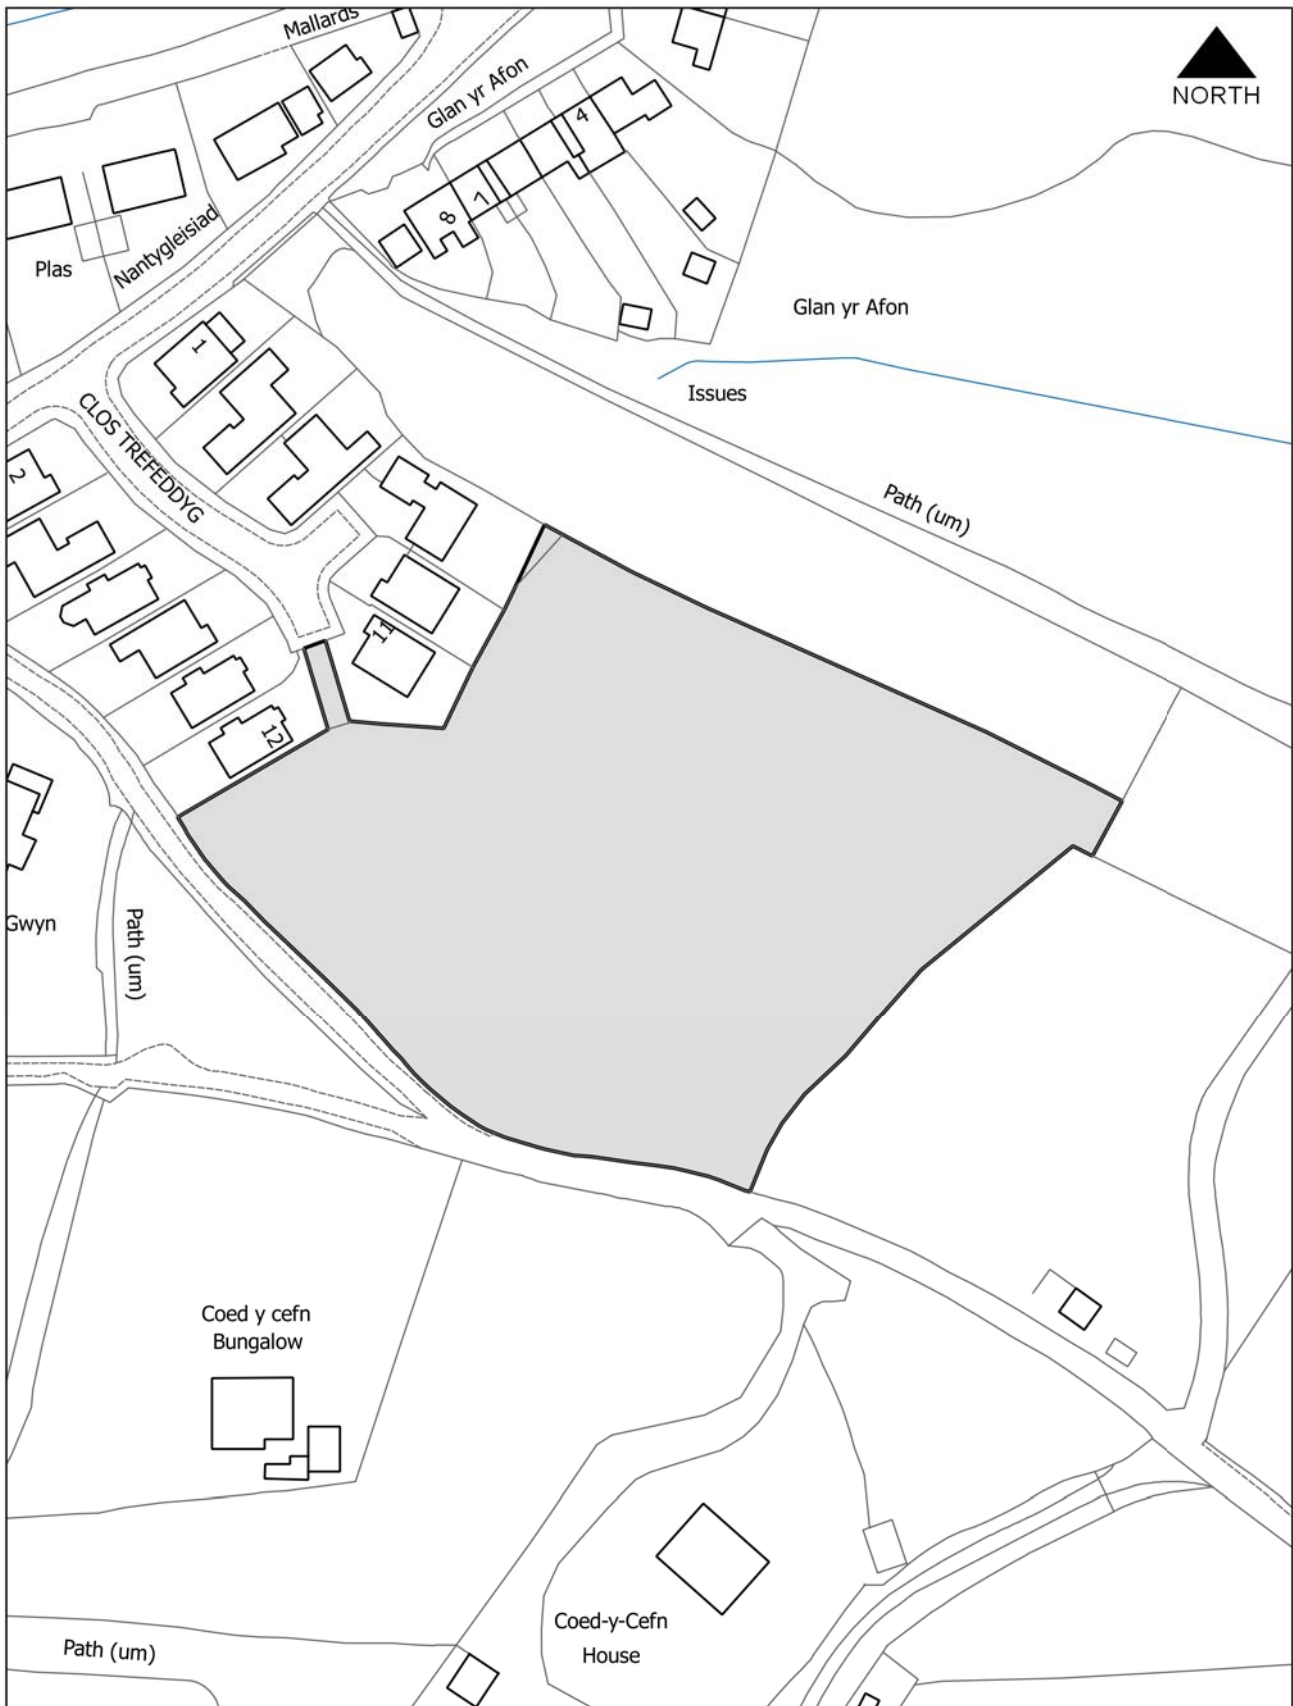 Mallards
NORTH
Glan yr Afon
4
7
8
Nantygleisiad
Plas
Glan yr Afon
1
Issues
CLOS TREFEDDYG
2
Path (um)
11
12
Gwyn
Path (um)
Coed y cefn
Bungalow
Coed-y-Cefn
House
Path (um)